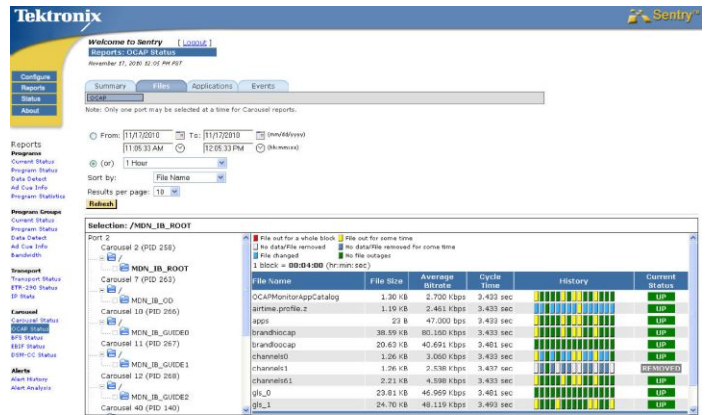 Tektronix
Sentry
Welcome to Sentry [ Logout ]
Reports: OCAP Status
November 17, 2010 12:05 PM PST
Configure
Reports
Status
About
Summary Files Applications Events
OCAP
Note: Only one port may be selected at a time for Carousel reports.
From: 11/17/2010 To: 11/17/2010 (mm/dd/yyyy)
11:05:33 AM 12:05:33 PM (hh:mm:ss)
(or) 1 Hour
Sort by: File Name
Results per page: 10
Refresh
Reports
Programs
Current Status
Program Status
Data Detect
Ad Cue Info
Program Statistics
Program Groups
Current Status
Program Status
Data Detect
Ad Cue Info
Bandwidth
Transport
Transport Status
ETR-290 Status
IP Stats
Carousel
Carousel Status
OCAP Status
BFS Status
EBIF Status
DSM-CC Status
Alerts
Alert History
Alert Analysis
Selection: /MDN_IB_ROOT
Port 2
Carousel 2 (PID 258)
/
MDN_IB_ROOT
Carousel 7 (PID 263)
/
MDN_IB_OD
Carousel 10 (PID 266)
/
MDN_IB_GUIDE0
Carousel 11 (PID 267)
/
MDN_IB_GUIDE1
Carousel 12 (PID 268)
/
MDN_IB_GUIDE2
Carousel 40 (PID 140)
File out for a whole block File out for some time
No data/File removed No data/File removed for some time
File changed No file outages
1 block = 00:04:00 (hr:min:sec)
File Name File Size Average Bitrate Cycle Time History Current Status
OCAPMonitorAppCatalog 1.30 KB 2.700 Kbps 3.433 sec UP
airtime.profile.z 1.19 KB 2.461 Kbps 3.433 sec UP
apps 23 B 47.000 bps 3.433 sec UP
brandhiocap 38.59 KB 80.160 Kbps 3.433 sec UP
brandloocap 20.63 KB 40.691 Kbps 3.481 sec UP
channels0 1.26 KB 3.060 Kbps 3.433 sec UP
channels1 1.26 KB 2.538 Kbps 3.437 sec REMOVED
channels61 2.21 KB 4.598 Kbps 3.433 sec UP
gls_0 23.81 KB 46.969 Kbps 3.481 sec UP
gls_1 24.70 KB 48.119 Kbps 3.493 sec UP